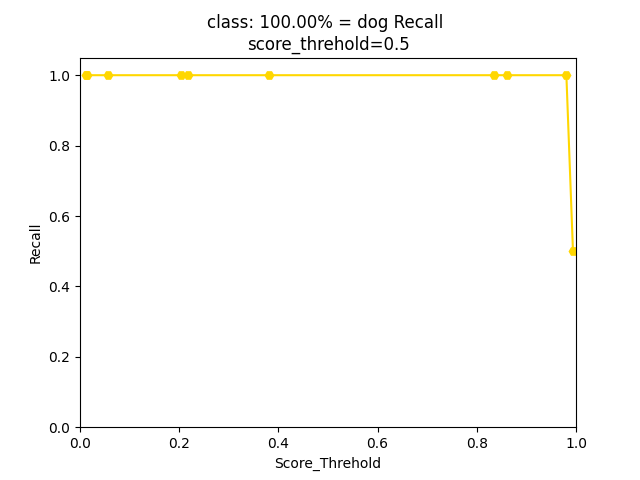 class: 100.00% = dog Recall
score_threhold=0.5
1.0
0.8
0.6
0.4
0.2
0.0
Recall
0.0 0.2 0.4 0.6 0.8 1.0
Score_Threhold